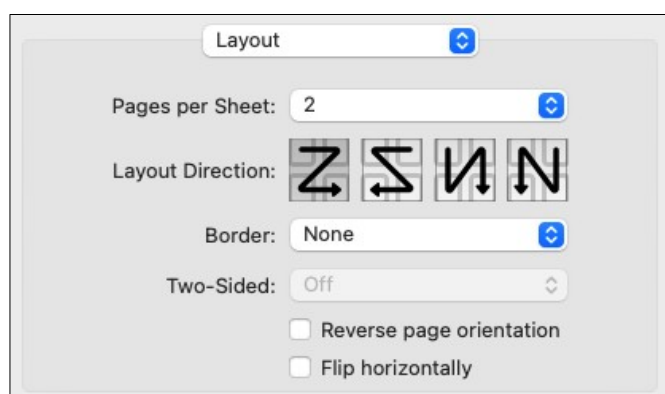 Layout
Pages per Sheet: 2
Layout Direction:
Border: None
Two-Sided: Off
Reverse page orientation
Flip horizontally